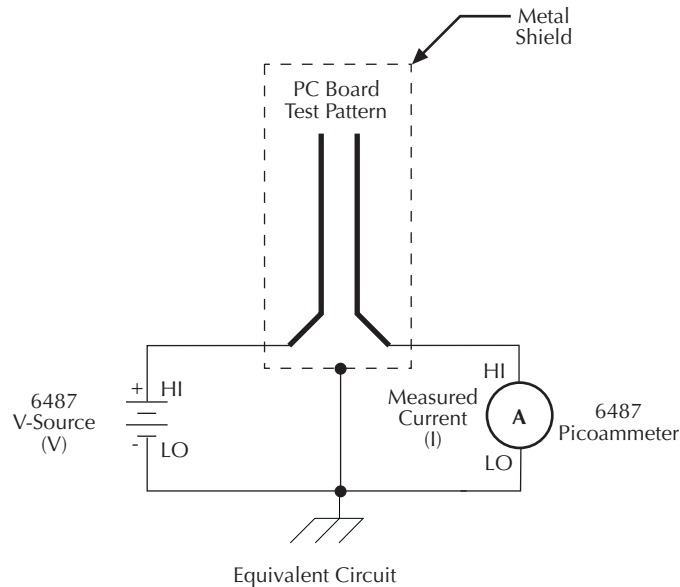 Metal
Shield
PC Board
Test Pattern
+ HI
6487
V-Source
(V)
- LO
HI
Measured
Current
(I)
A
6487
Picoammeter
LO
Equivalent Circuit